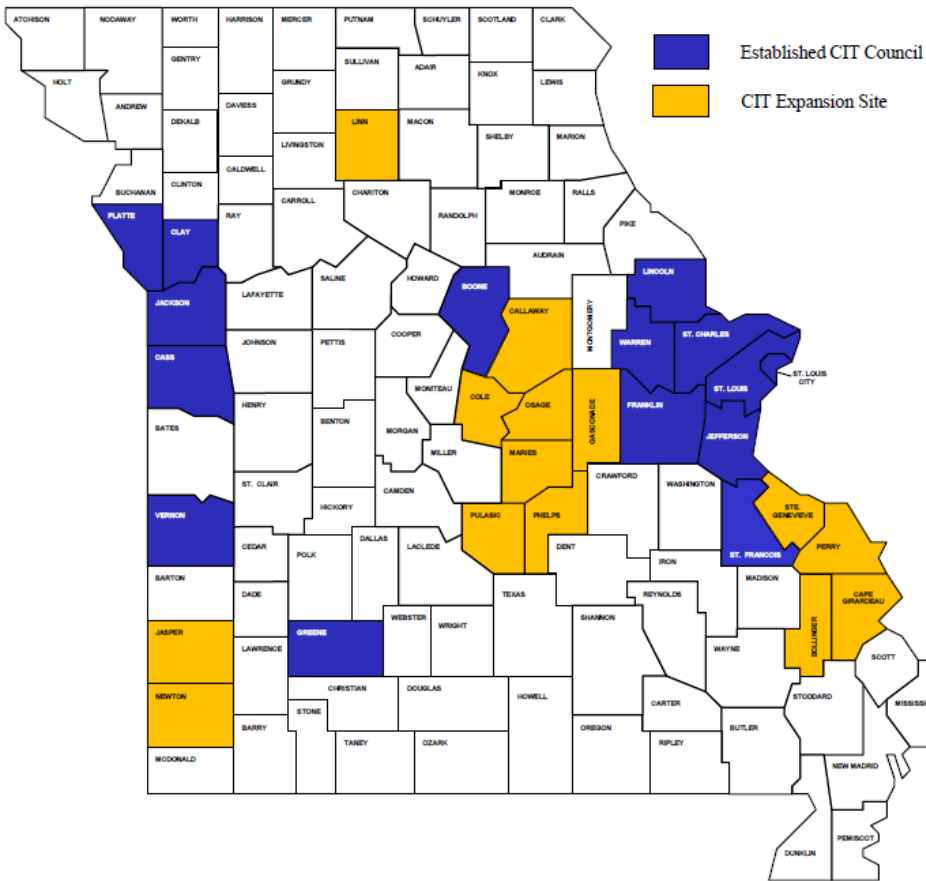 ATCHISON
NODAWAY
WORTH
HARRISON
MERCER
PUTNAM
SCHUYLER
SCOTLAND
CLARK
Established CIT Council
CIT Expansion Site
GENTRY
SULLIVAN
ADAIR
KNOX
LEWIS
HOLT
GRUNDY
ANDREW
DAVIESS
DEKALB
LINN
MACON
SHELBY
MARION
LIVINGSTON
CALDWELL
BUCHANAN
CLINTON
CHARITON
MONROE
RALLS
CARROLL
PLATTE
RAY
RANDOLPH
PIKE
CLAY
AUDRAIN
LINCOLN
HOWARD
SALINE
BOONE
LAFAYETTE
JACKSON
CALLAWAY
MONTGOMERY
COOPER
ST. CHARLES
JOHNSON
PETTIS
WARREN
CASS
ST. LOUIS
CITY
MONITEAU
ST. LOUIS
COLE
OSAGE
GASCONADE
FRANKLIN
HENRY
BENTON
BATES
MORGAN
JEFFERSON
MILLER
MARIES
CRAWFORD
WASHINGTON
ST. CLAIR
CAMDEN
HICKORY
STE.
GENEVIEVE
VERNON
PULASKI
PHELPS
DALLAS
CEDAR
POLK
LACLEDE
DENT
PERRY
ST. FRANCOIS
IRON
BARTON
MADISON
DADE
TEXAS
REYNOLDS
CAPE
GIRARDEAU
WEBSTER
SHANNON
JASPER
GREENE
WRIGHT
BOLLINGER
LAWRENCE
WAYNE
SCOTT
NEWTON
CHRISTIAN
DOUGLAS
HOWELL
STODDARD
CARTER
MISSISSI
STONE
BARRY
OREGON
BUTLER
TANEY
OZARK
RIPLEY
MCDONALD
NEW MADRID
PEMISCOT
DUNKLIN